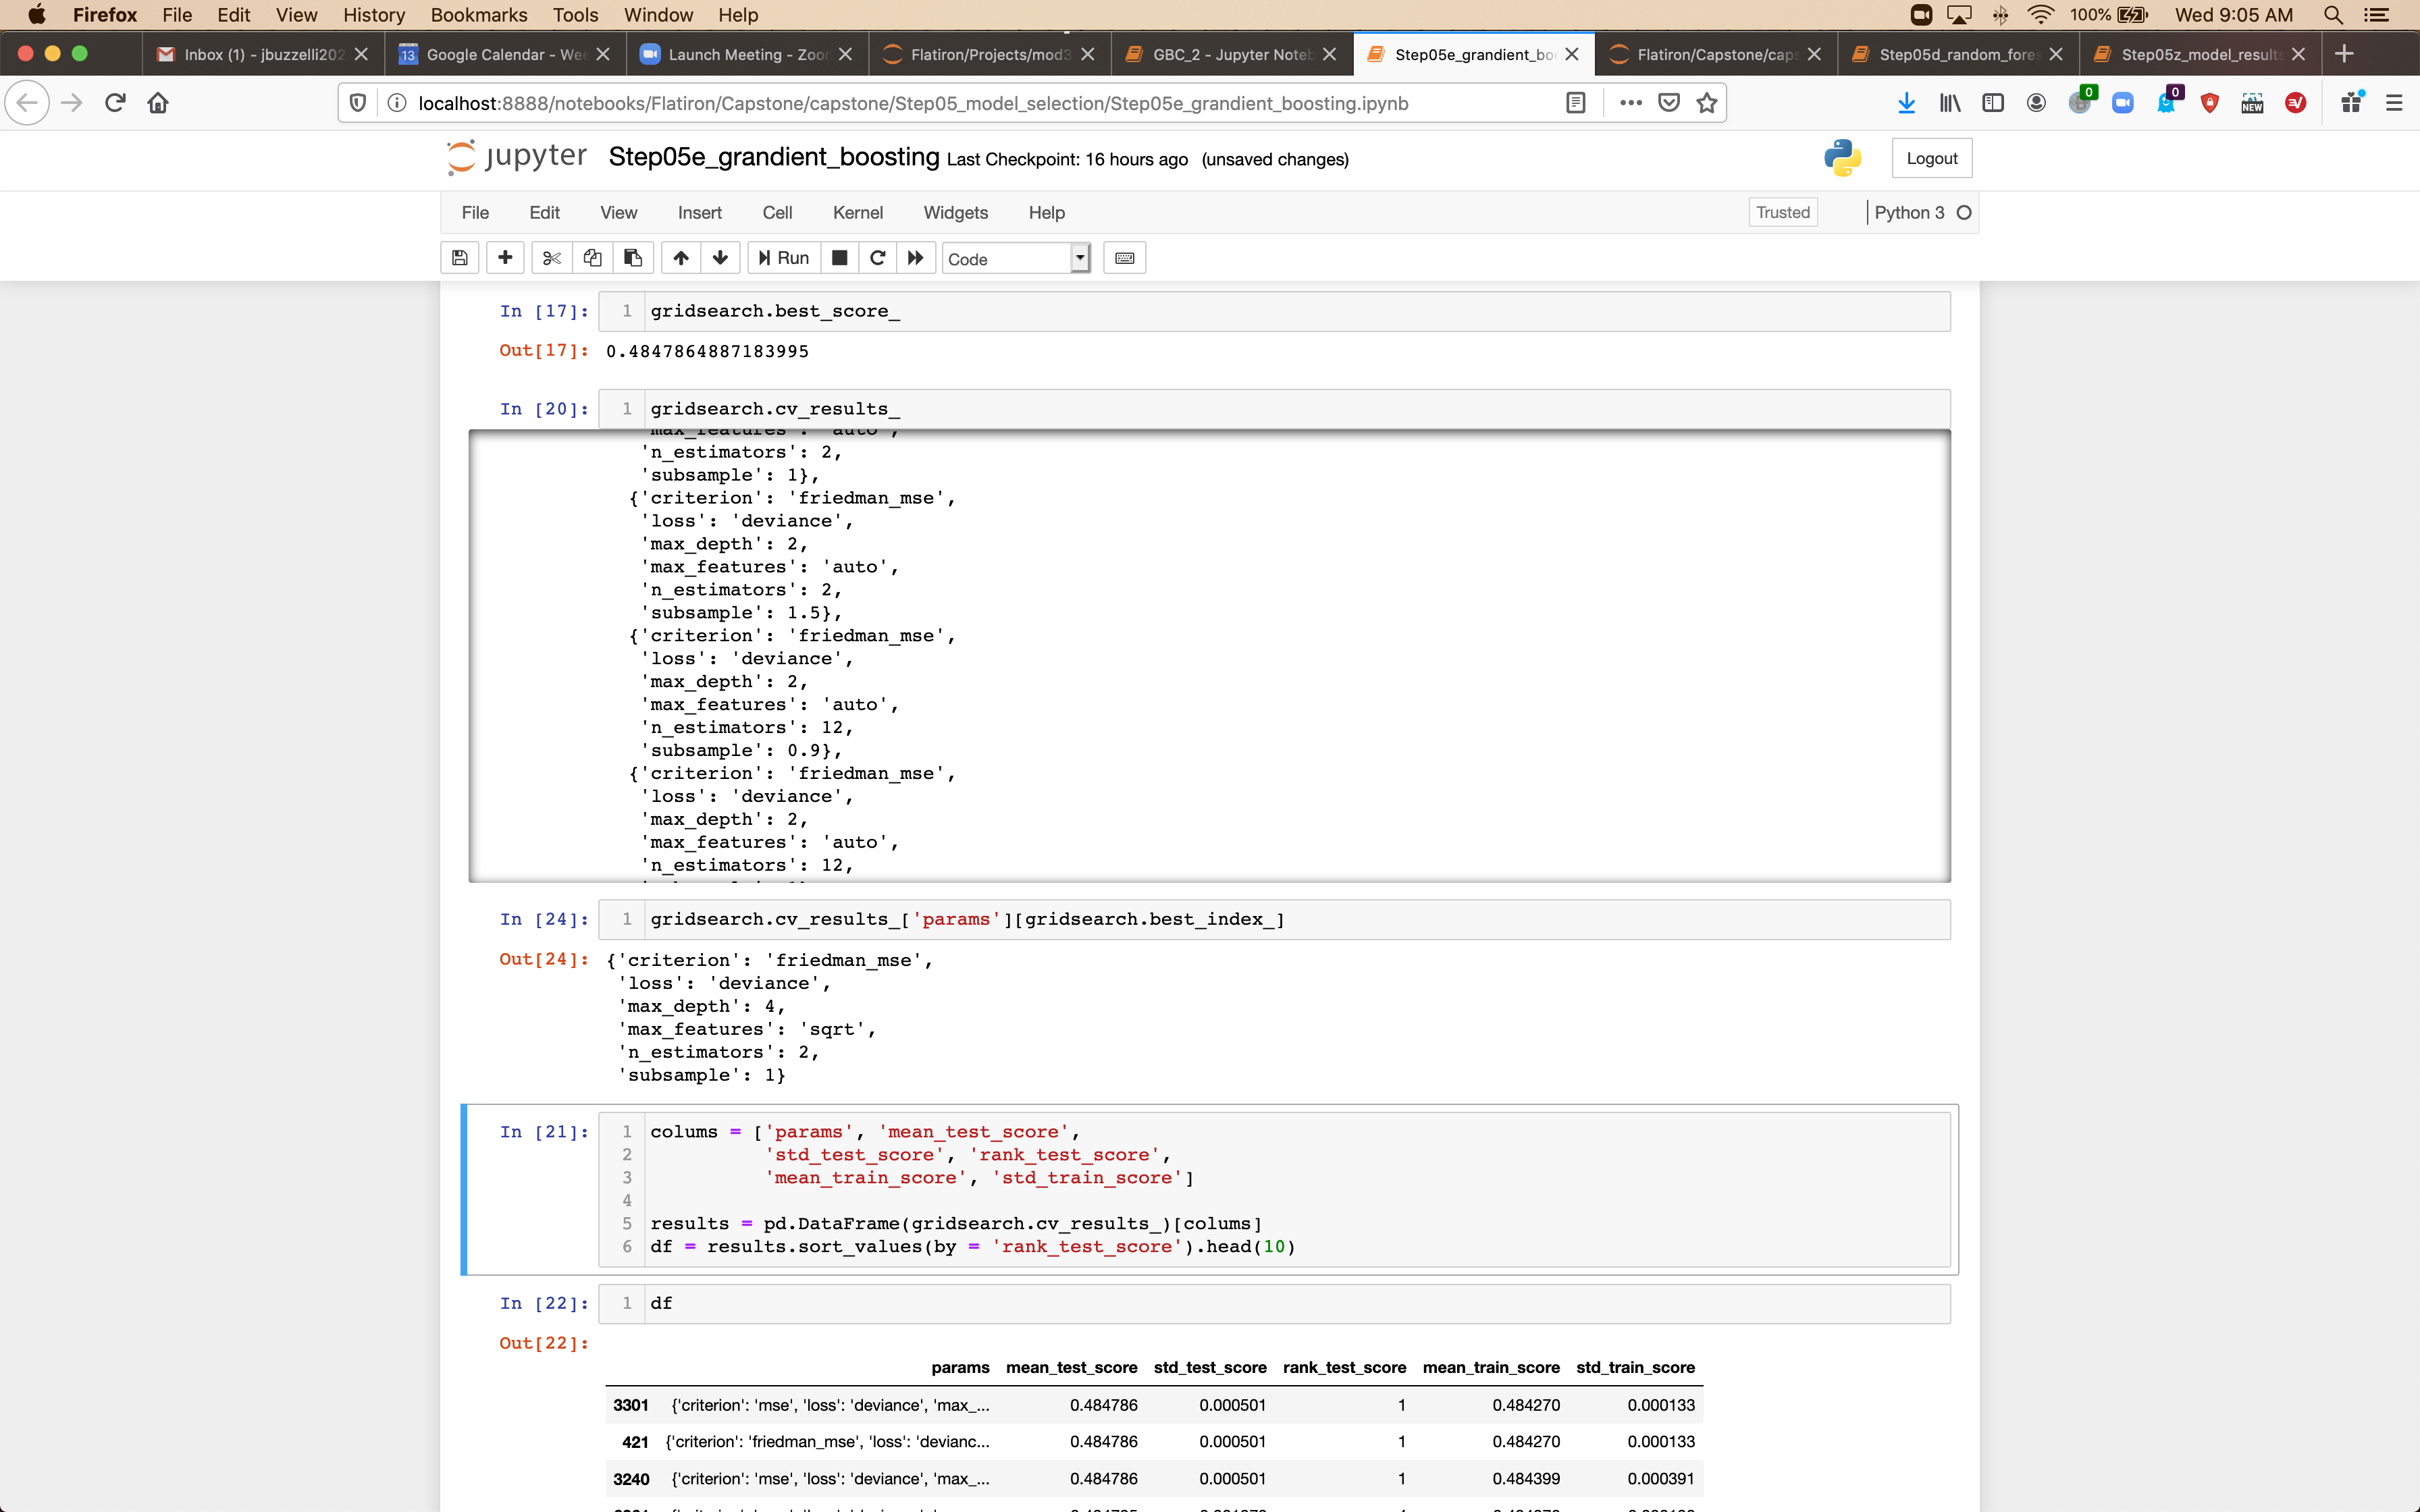 Firefox File Edit View History Bookmarks Tools Window Help 100% Wed 9:05 AM
Inbox (1) - jbuzzelli202
13 Google Calendar - Wee
Launch Meeting - Zoom
Flatiron/Projects/mod3
GBC_2 - Jupyter Noteb
Step05e_grandient_boo
Flatiron/Capstone/caps
Step05d_random_fores
Step05z_model_results
localhost:8888/notebooks/Flatiron/Capstone/capstone/Step05_model_selection/Step05e_grandient_boosting.ipynb
0 0 NEW
jupyter Step05e_grandient_boosting Last Checkpoint: 16 hours ago (unsaved changes) Logout
File Edit View Insert Cell Kernel Widgets Help Trusted Python 3
Run Code
In [17]: 1 gridsearch.best_score_
Out[17]: 0.4847864887183995
In [20]: 1 gridsearch.cv_results_
'max_features': 'auto',
'n_estimators': 2,
'subsample': 1},
{'criterion': 'friedman_mse',
'loss': 'deviance',
'max_depth': 2,
'max_features': 'auto',
'n_estimators': 2,
'subsample': 1.5},
{'criterion': 'friedman_mse',
'loss': 'deviance',
'max_depth': 2,
'max_features': 'auto',
'n_estimators': 12,
'subsample': 0.9},
{'criterion': 'friedman_mse',
'loss': 'deviance',
'max_depth': 2,
'max_features': 'auto',
'n_estimators': 12,
In [24]: 1 gridsearch.cv_results_['params'][gridsearch.best_index_]
Out[24]: {'criterion': 'friedman_mse',
'loss': 'deviance',
'max_depth': 4,
'max_features': 'sqrt',
'n_estimators': 2,
'subsample': 1}
In [21]: 1 colums = ['params', 'mean_test_score',
2 'std_test_score', 'rank_test_score',
3 'mean_train_score', 'std_train_score']
4
5 results = pd.DataFrame(gridsearch.cv_results_)[colums]
6 df = results.sort_values(by = 'rank_test_score').head(10)
In [22]: 1 df
Out[22]:
params mean_test_score std_test_score rank_test_score mean_train_score std_train_score
3301 {'criterion': 'mse', 'loss': 'deviance', 'max_... 0.484786 0.000501 1 0.484270 0.000133
421 {'criterion': 'friedman_mse', 'loss': 'devianc... 0.484786 0.000501 1 0.484270 0.000133
3240 {'criterion': 'mse', 'loss': 'deviance', 'max_... 0.484786 0.000501 1 0.484399 0.000391